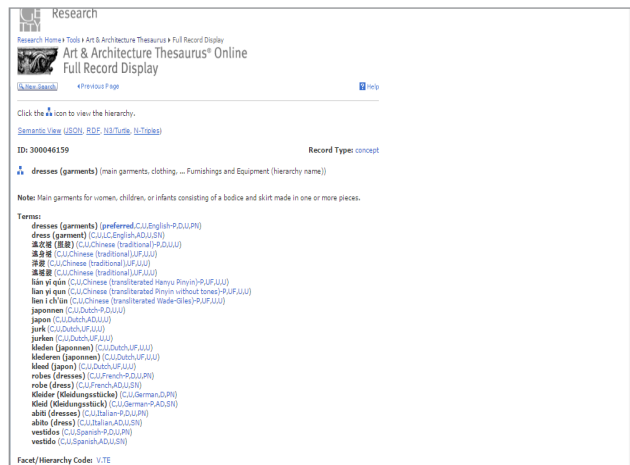 Research
Research Home Tools Art & Architecture Thesaurus Full Record Display
Art & Architecture Thesaurus® Online
Full Record Display
New Search Previous Page Help
Click the icon to view the hierarchy.
Semantic View (JSON, RDF, N3/Turtle, N-Triples)
ID: 300046159 Record Type: concept
dresses (garments) (main garments, clothing, ... Furnishings and Equipment (hierarchy name))
Note: Main garments for women, children, or infants consisting of a bodice and skirt made in one or more pieces.
Terms:
dresses (garments) (preferred,C,U,English-P,D,U,PN)
dress (garment) (C,U,LC,English,AD,U,SN)
連衣裙 (服裝) (C,U,Chinese (traditional)-P,D,U,U)
連身裙 (C,U,Chinese (traditional),UF,U,U)
洋裝 (C,U,Chinese (traditional),UF,U,U)
(C,U,Chinese (traditional),UF,U,U)
lián yī qún (C,U,Chinese (transliterated Hanyu Pinyin)-P,UF,U,U)
lian yi qun (C,U,Chinese (transliterated Pinyin without tones)-P,UF,U,U)
lien i ch'ün (C,U,Chinese (transliterated Wade-Giles)-P,UF,U,U)
japonnen (C,U,Dutch-P,D,U,U)
japon (C,U,Dutch,AD,U,U)
jurk (C,U,Dutch,UF,U,U)
jurken (C,U,Dutch,UF,U,U)
kleden (japonnen) (C,U,Dutch,UF,U,U)
klederen (japonnen) (C,U,Dutch,UF,U,U)
kleed (japon) (C,U,Dutch,UF,U,U)
robes (dresses) (C,U,French-P,D,U,PN)
robe (dress) (C,U,French,AD,U,SN)
Kleider (Kleidungsstücke) (C,U,German,D,PN)
Kleid (Kleidungsstück) (C,U,German-P,AD,SN)
abiti (dresses) (C,U,Italian-P,D,U,PN)
abito (dress) (C,U,Italian,AD,U,SN)
vestidos (C,U,Spanish-P,D,U,PN)
vestido (C,U,Spanish,AD,U,SN)
Facet/Hierarchy Code: V.TE